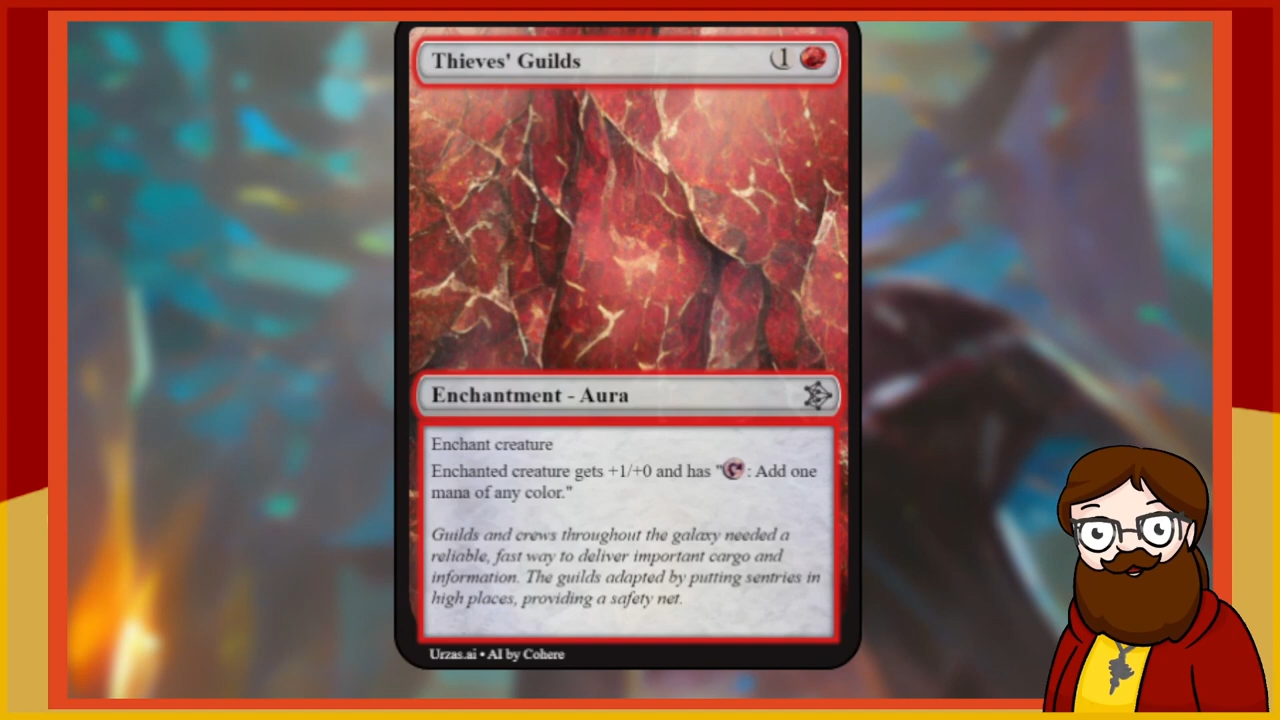 Thieves' Guilds 1
Enchantment - Aura
Enchant creature
Enchanted creature gets +1/+0 and has ": Add one
mana of any color."
Guilds and crews throughout the galaxy needed a
reliable, fast way to deliver important cargo and
information. The guilds adapted by putting sentries in
high places, providing a safety net.
Urzas.ai • AI by Cohere